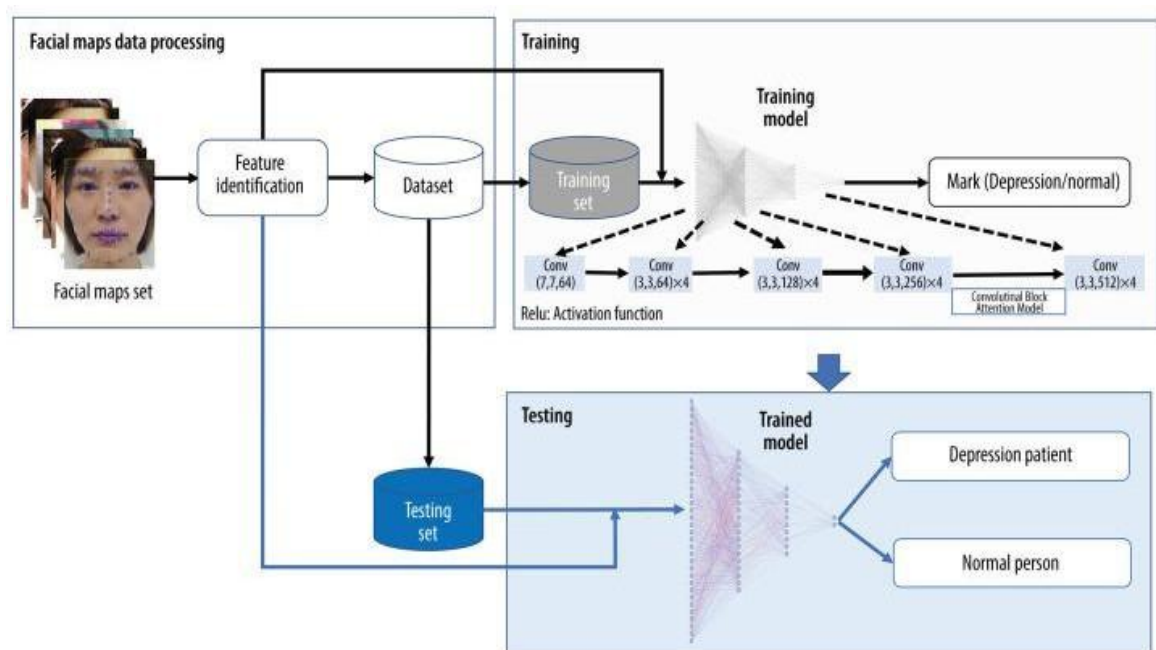 Facial maps data processing
Feature
identification
Dataset
Facial maps set
Training
Training
set
Training
model
Mark (Depression/normal)
Conv
(7,7,64)
Conv
(3,3,64)×4
Conv
(3,3,128)×4
Conv
(3,3,256)×4
Convolutinal Block
Attention Model
Conv
(3,3,512)×4
Relu: Activation function
Testing
Testing
set
Trained
model
Depression patient
Normal person